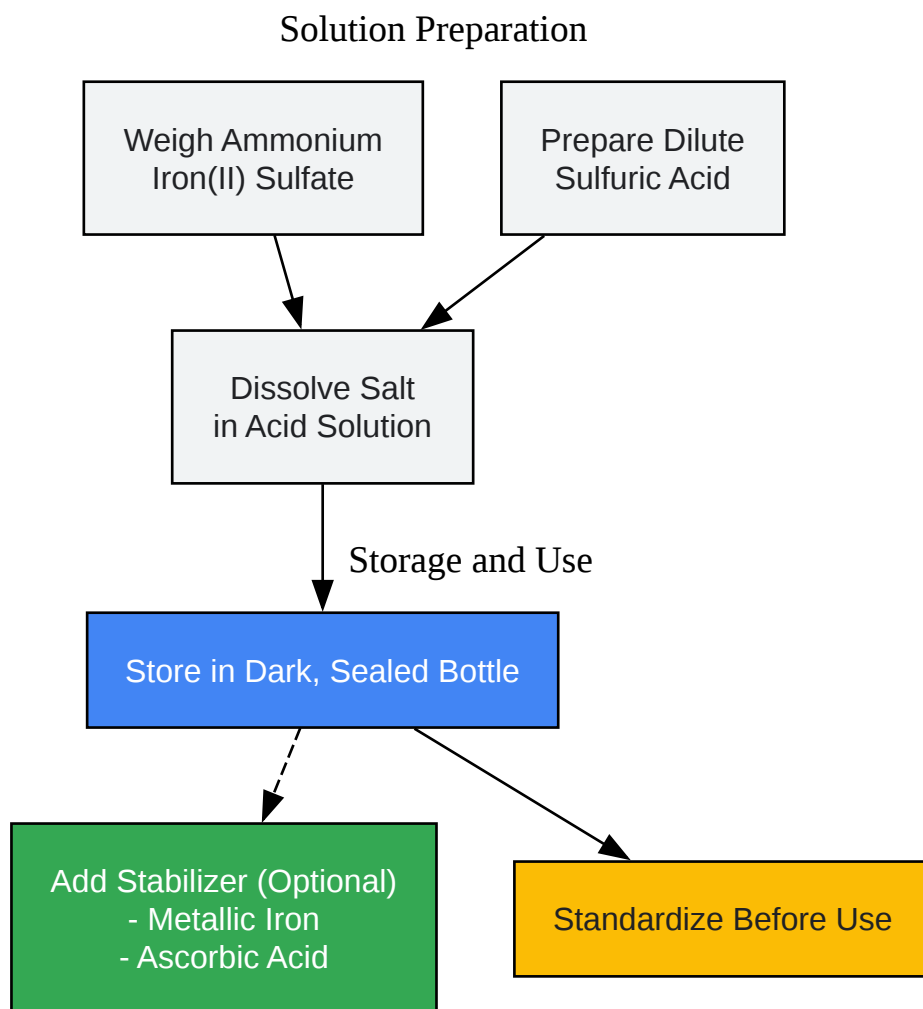 Solution Preparation
Weigh Ammonium
Iron(II) Sulfate
Prepare Dilute
Sulfuric Acid
Dissolve Salt
in Acid Solution
Storage and Use
Store in Dark, Sealed Bottle
Add Stabilizer (Optional)
- Metallic Iron
- Ascorbic Acid
Standardize Before Use